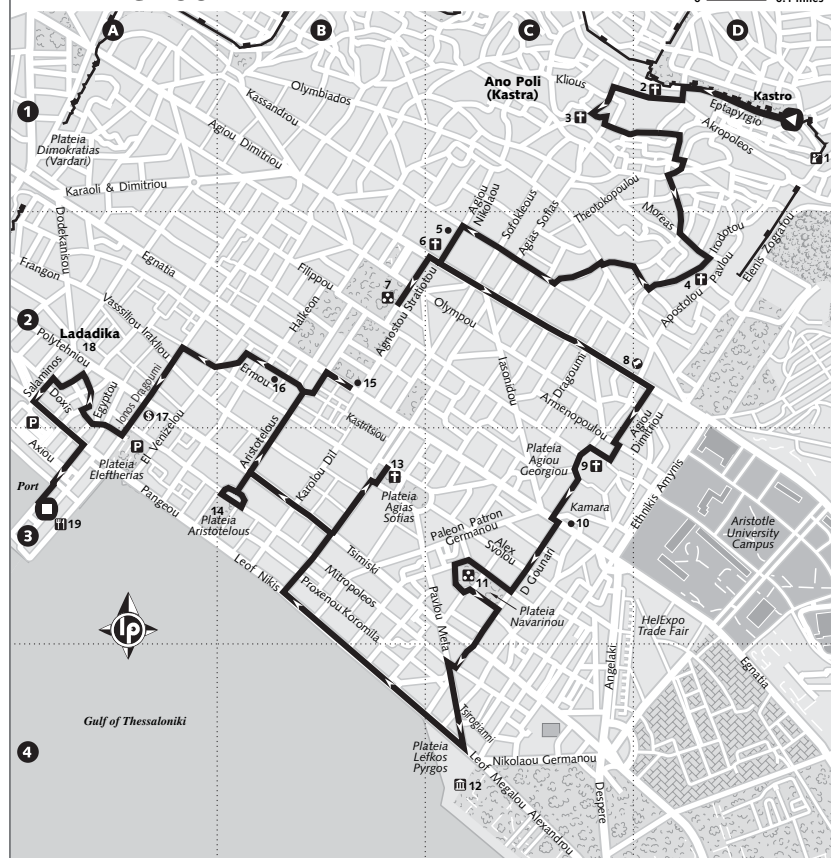 0 0.1 miles
A
B
C
D
1
2
3
4
Ano Poli
(Kastra)
Klious
2
Kastro
Eptapyrgio
Akropoleos
1
3
Olymbiados
Kassandrou
Agiou Dimitriou
Plateia
Dimokratias
(Vardari)
Karaoli & Dimitriou
Dodekanisou
Agiou
Nikolaou
Sofokleous
Agias Sofias
Theotokopoulou
Moreas
Irodotou
Elenis Zografou
Pavlou
Apostolou
4
5
6
7
Egnatia
Frangon
Filippou
Halkeon
Agnostou Stratiotou
Olympou
Vassiliou Irakliou
Ladadika
18
Polytehniou
Salaminos
Doxis
Egyptou
Ionos Dragoumi
17
El Venizelou
P
P
Ermou
16
15
Iasonidou
Dragoumi
8
Armenopoulou
Agiou
Dimitriou
Kastritsiou
Axiou
Plateia
Eleftherias
Aristotelous
Karolou Dil
13
Plateia
Agias
Sofias
Plateia
Agiou
Georgiou
9
Ethnikis Amynis
Port
19
Pangeou
14
Plateia
Aristotelous
Kamara
10
Aristotle
University
Campus
Paleon Patron
Germanou
Alex
Svolou
Tsimiski
Mitropoleos
Leof Nikis
Proxenou Koromila
11
D Gounari
Plateia
Navarinou
Pavlou Mela
HelExpo
Trade Fair
lp
Angelaki
Egnatia
Tsirogianni
Gulf of Thessaloniki
Plateia
Lefkos
Pyrgos
Nikolaou Germanou
12
Leof Megalou Alexandrou
Despere